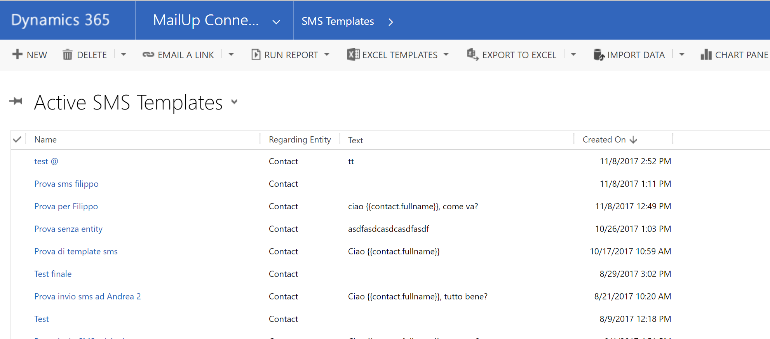 Dynamics 365 MailUp Conne... SMS Templates
NEW DELETE EMAIL A LINK RUN REPORT EXCEL TEMPLATES EXPORT TO EXCEL IMPORT DATA CHART PANE
Active SMS Templates
Name Regarding Entity Text Created On
test @ Contact tt 11/8/2017 2:52 PM
Prova sms filippo Contact 11/8/2017 1:11 PM
Prova per Filippo Contact ciao {{contact.fullname}}, come va? 11/8/2017 12:49 PM
Prova senza entity Contact asdfasdcasdcasdfasdf 10/26/2017 1:03 PM
Prova di template sms Contact Ciao {{contact.fullname}} 10/17/2017 10:59 AM
Test finale Contact 8/29/2017 3:02 PM
Prova invio sms ad Andrea 2 Contact Ciao {{contact.fullname}}, tutto bene? 8/21/2017 10:20 AM
Test Contact 8/9/2017 12:18 PM